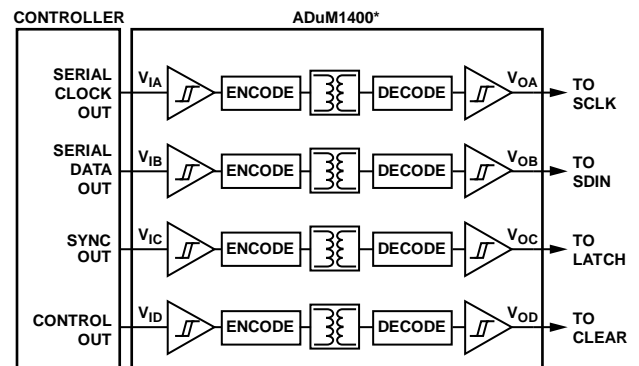 CONTROLLER
ADuM1400*
SERIAL
CLOCK
OUT
VIA
ENCODE
DECODE
VOA
TO
SCLK
SERIAL
DATA
OUT
VIB
ENCODE
DECODE
VOB
TO
SDIN
SYNC
OUT
VIC
ENCODE
DECODE
VOC
TO
LATCH
CONTROL
OUT
VID
ENCODE
DECODE
VOD
TO
CLEAR